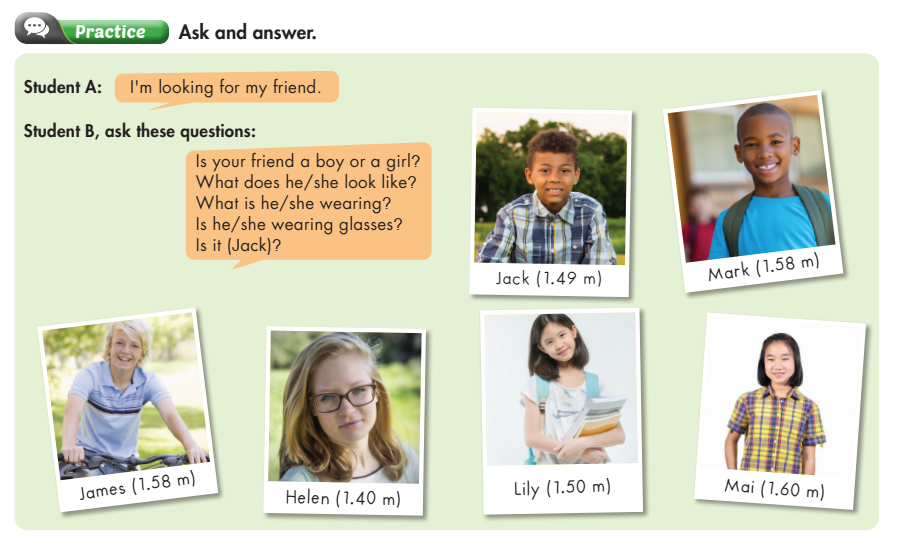 Practice Ask and answer.
Student A: I'm looking for my friend.
Student B, ask these questions:
Is your friend a boy or a girl?
What does he/she look like?
What is he/she wearing?
Is he/she wearing glasses?
Is it (Jack)?
Jack (1.49 m)
Mark (1.58 m)
James (1.58 m)
Helen (1.40 m)
Lily (1.50 m)
Mai (1.60 m)